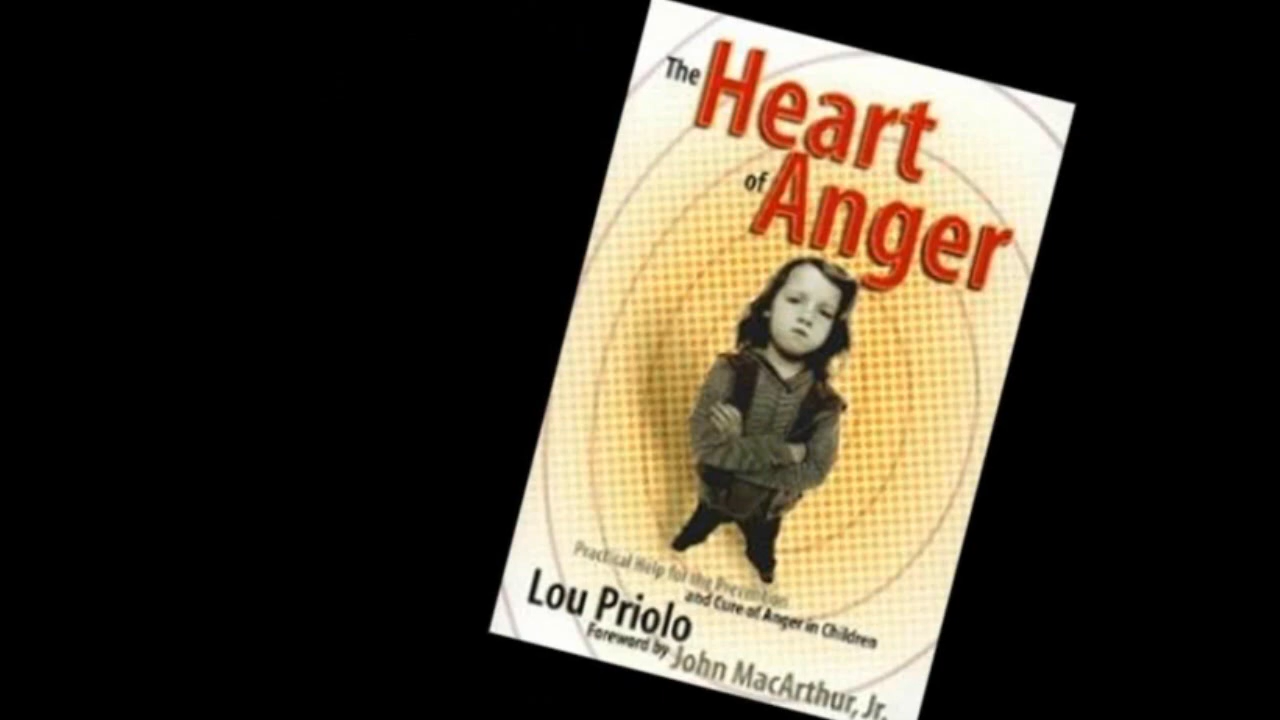 The Heart
of Anger
Practical Help for the Prevention
and Cure of Anger in Children
Lou Priolo
Foreword by John MacArthur, Jr.